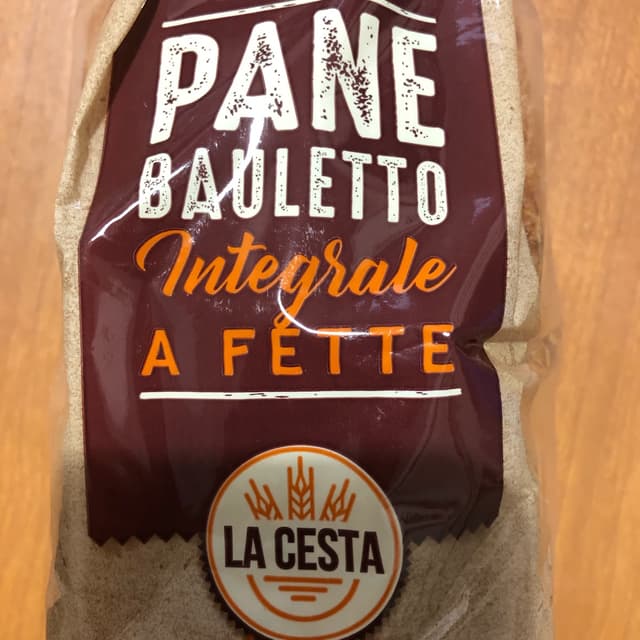 PANE
BAULETTO
Integrale
A FETTE
LA CESTA